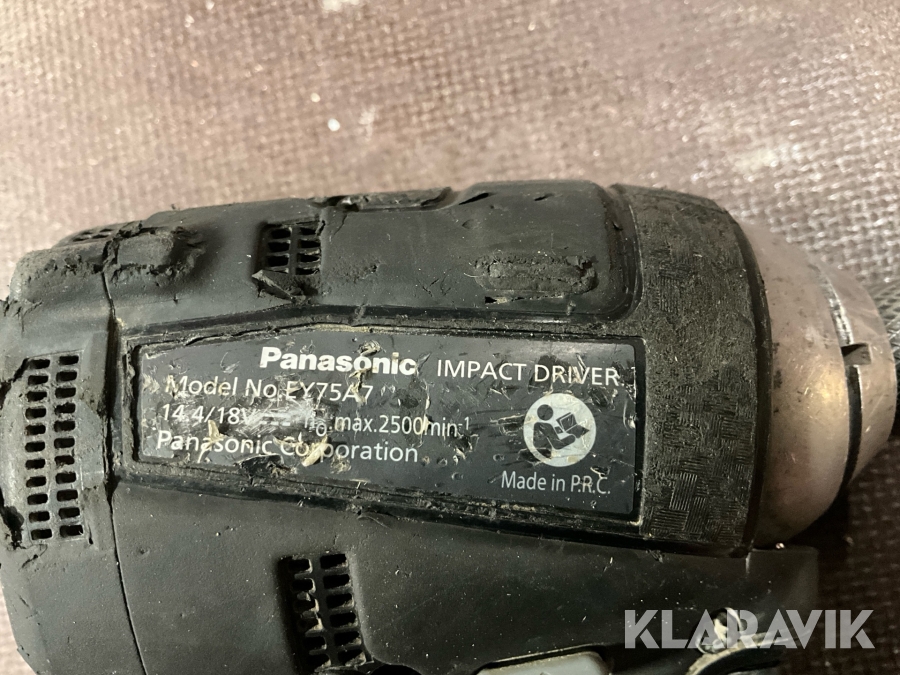 Panasonic IMPACT DRIVER
Model No.EY75A7
14.4/18V⎓ n₀ max.2500min⁻¹
Panasonic Corporation
Made in P.R.C.
KLARAVIK